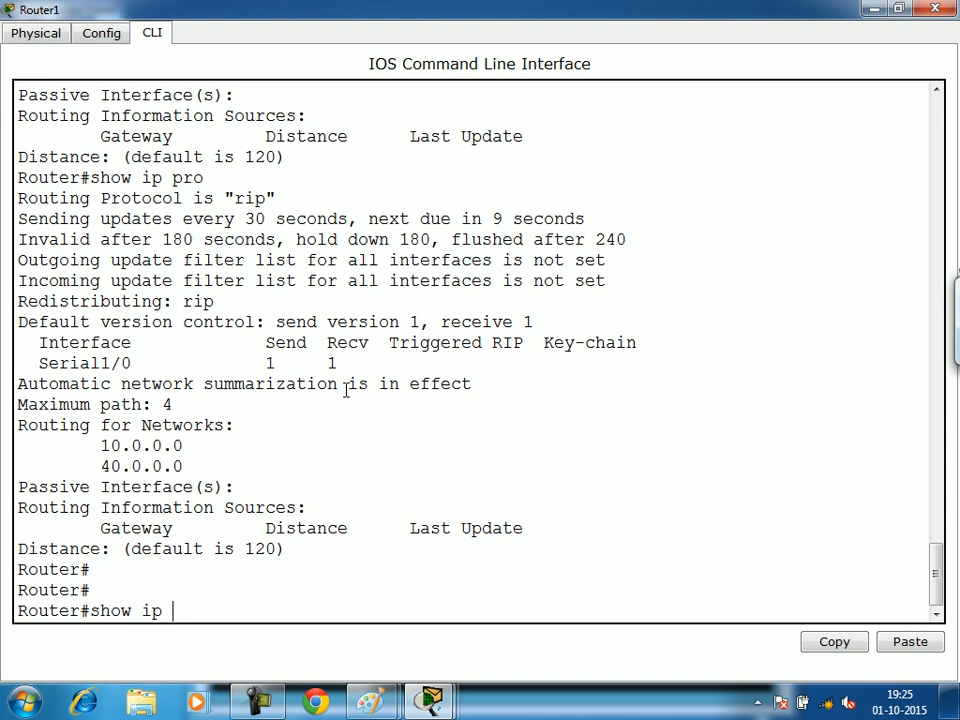 Router1
Physical Config CLI
IOS Command Line Interface
Passive Interface(s):
Routing Information Sources:
Gateway Distance Last Update
Distance: (default is 120)
Router#show ip pro
Routing Protocol is "rip"
Sending updates every 30 seconds, next due in 9 seconds
Invalid after 180 seconds, hold down 180, flushed after 240
Outgoing update filter list for all interfaces is not set
Incoming update filter list for all interfaces is not set
Redistributing: rip
Default version control: send version 1, receive 1
Interface Send Recv Triggered RIP Key-chain
Serial1/0 1 1
Automatic network summarization is in effect
Maximum path: 4
Routing for Networks:
10.0.0.0
40.0.0.0
Passive Interface(s):
Routing Information Sources:
Gateway Distance Last Update
Distance: (default is 120)
Router#
Router#
Router#show ip
Copy Paste
19:25
01-10-2015